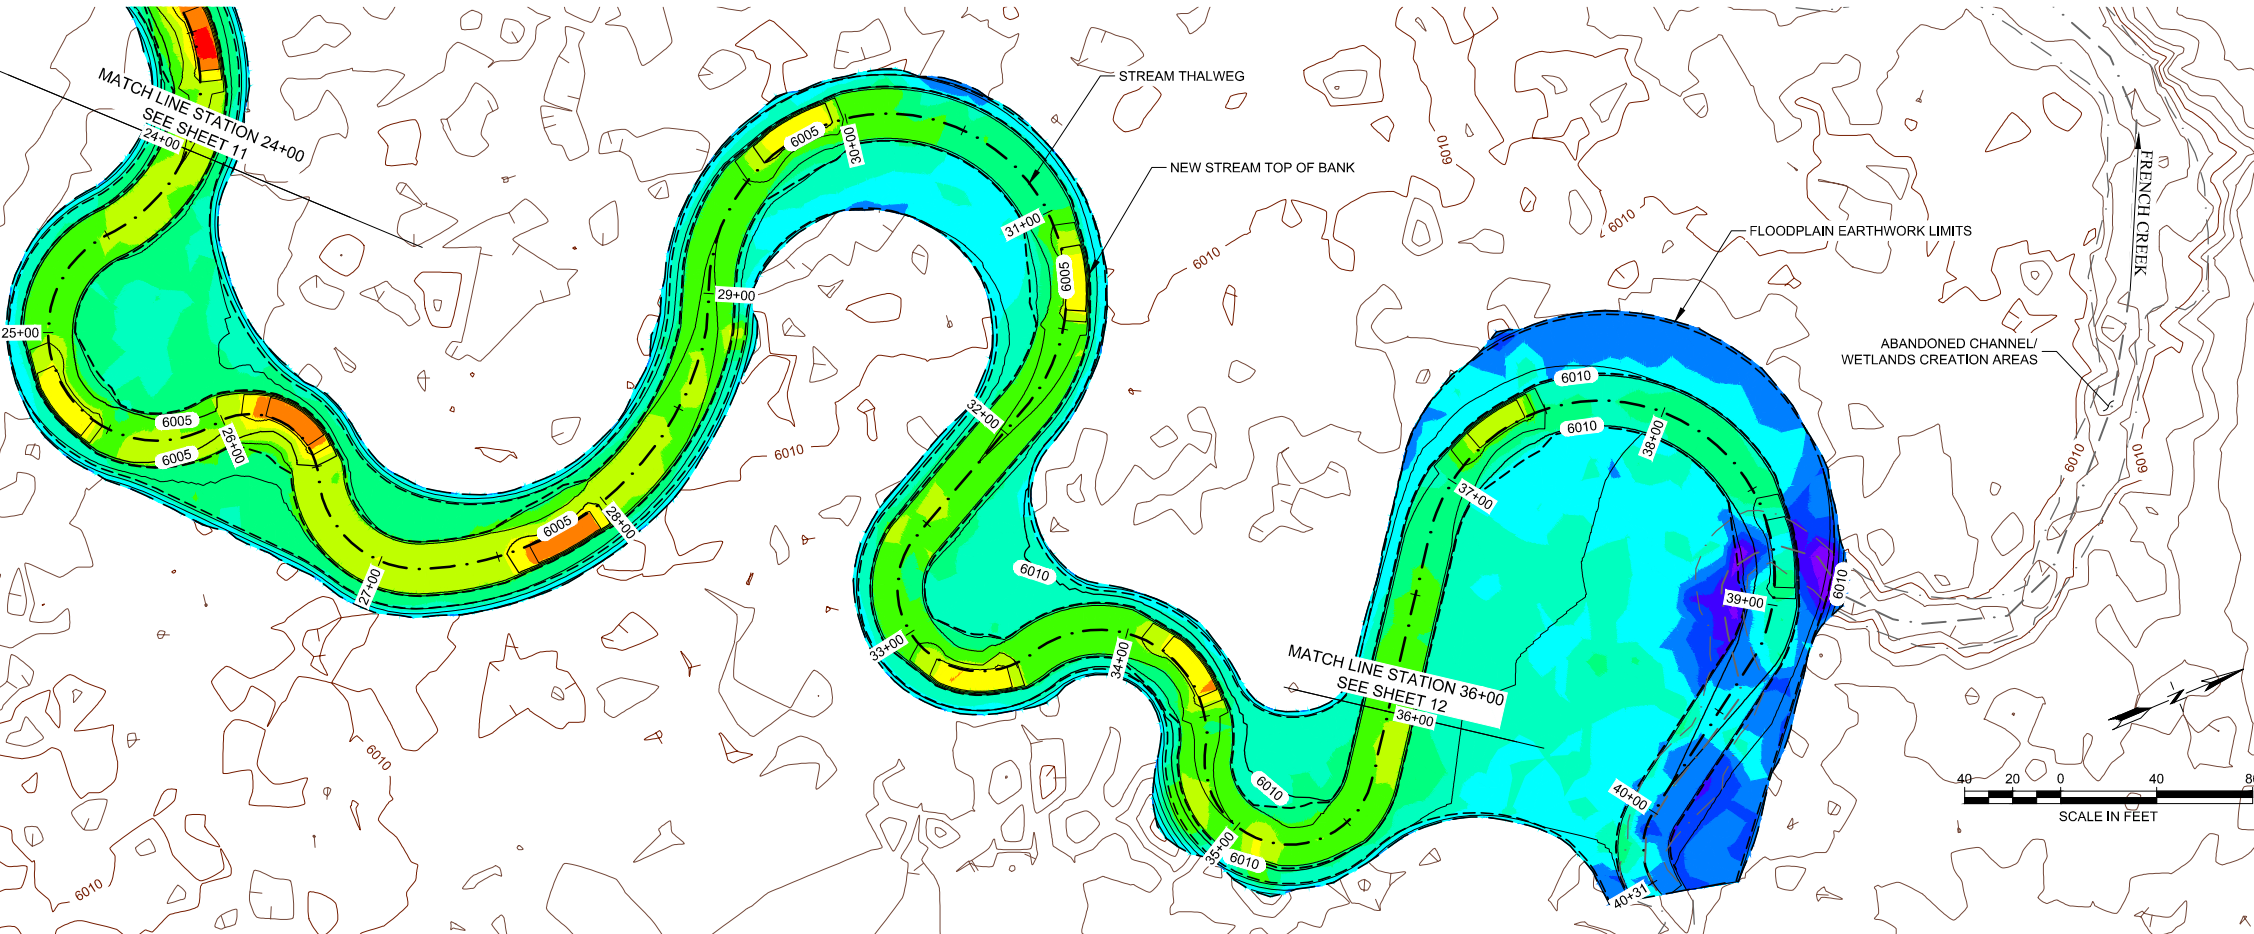 MATCH LINE STATION 24+00
SEE SHEET 11
24+00
25+00
6005
6005
26+00
27+00
6005
28+00
29+00
6005
30+00
STREAM THALWEG
NEW STREAM TOP OF BANK
31+00
6005
6010
6010
6010
FLOODPLAIN EARTHWORK LIMITS
FRENCH CREEK
ABANDONED CHANNEL/
WETLANDS CREATION AREAS
6010
6010
6010
32+00
6010
33+00
34+00
35+00
6010
6010
MATCH LINE STATION 36+00
SEE SHEET 12
36+00
37+00
6010
6010
38+00
39+00
6010
40+00
40+31
6010
6010
N
40 20 0 40 80
SCALE IN FEET